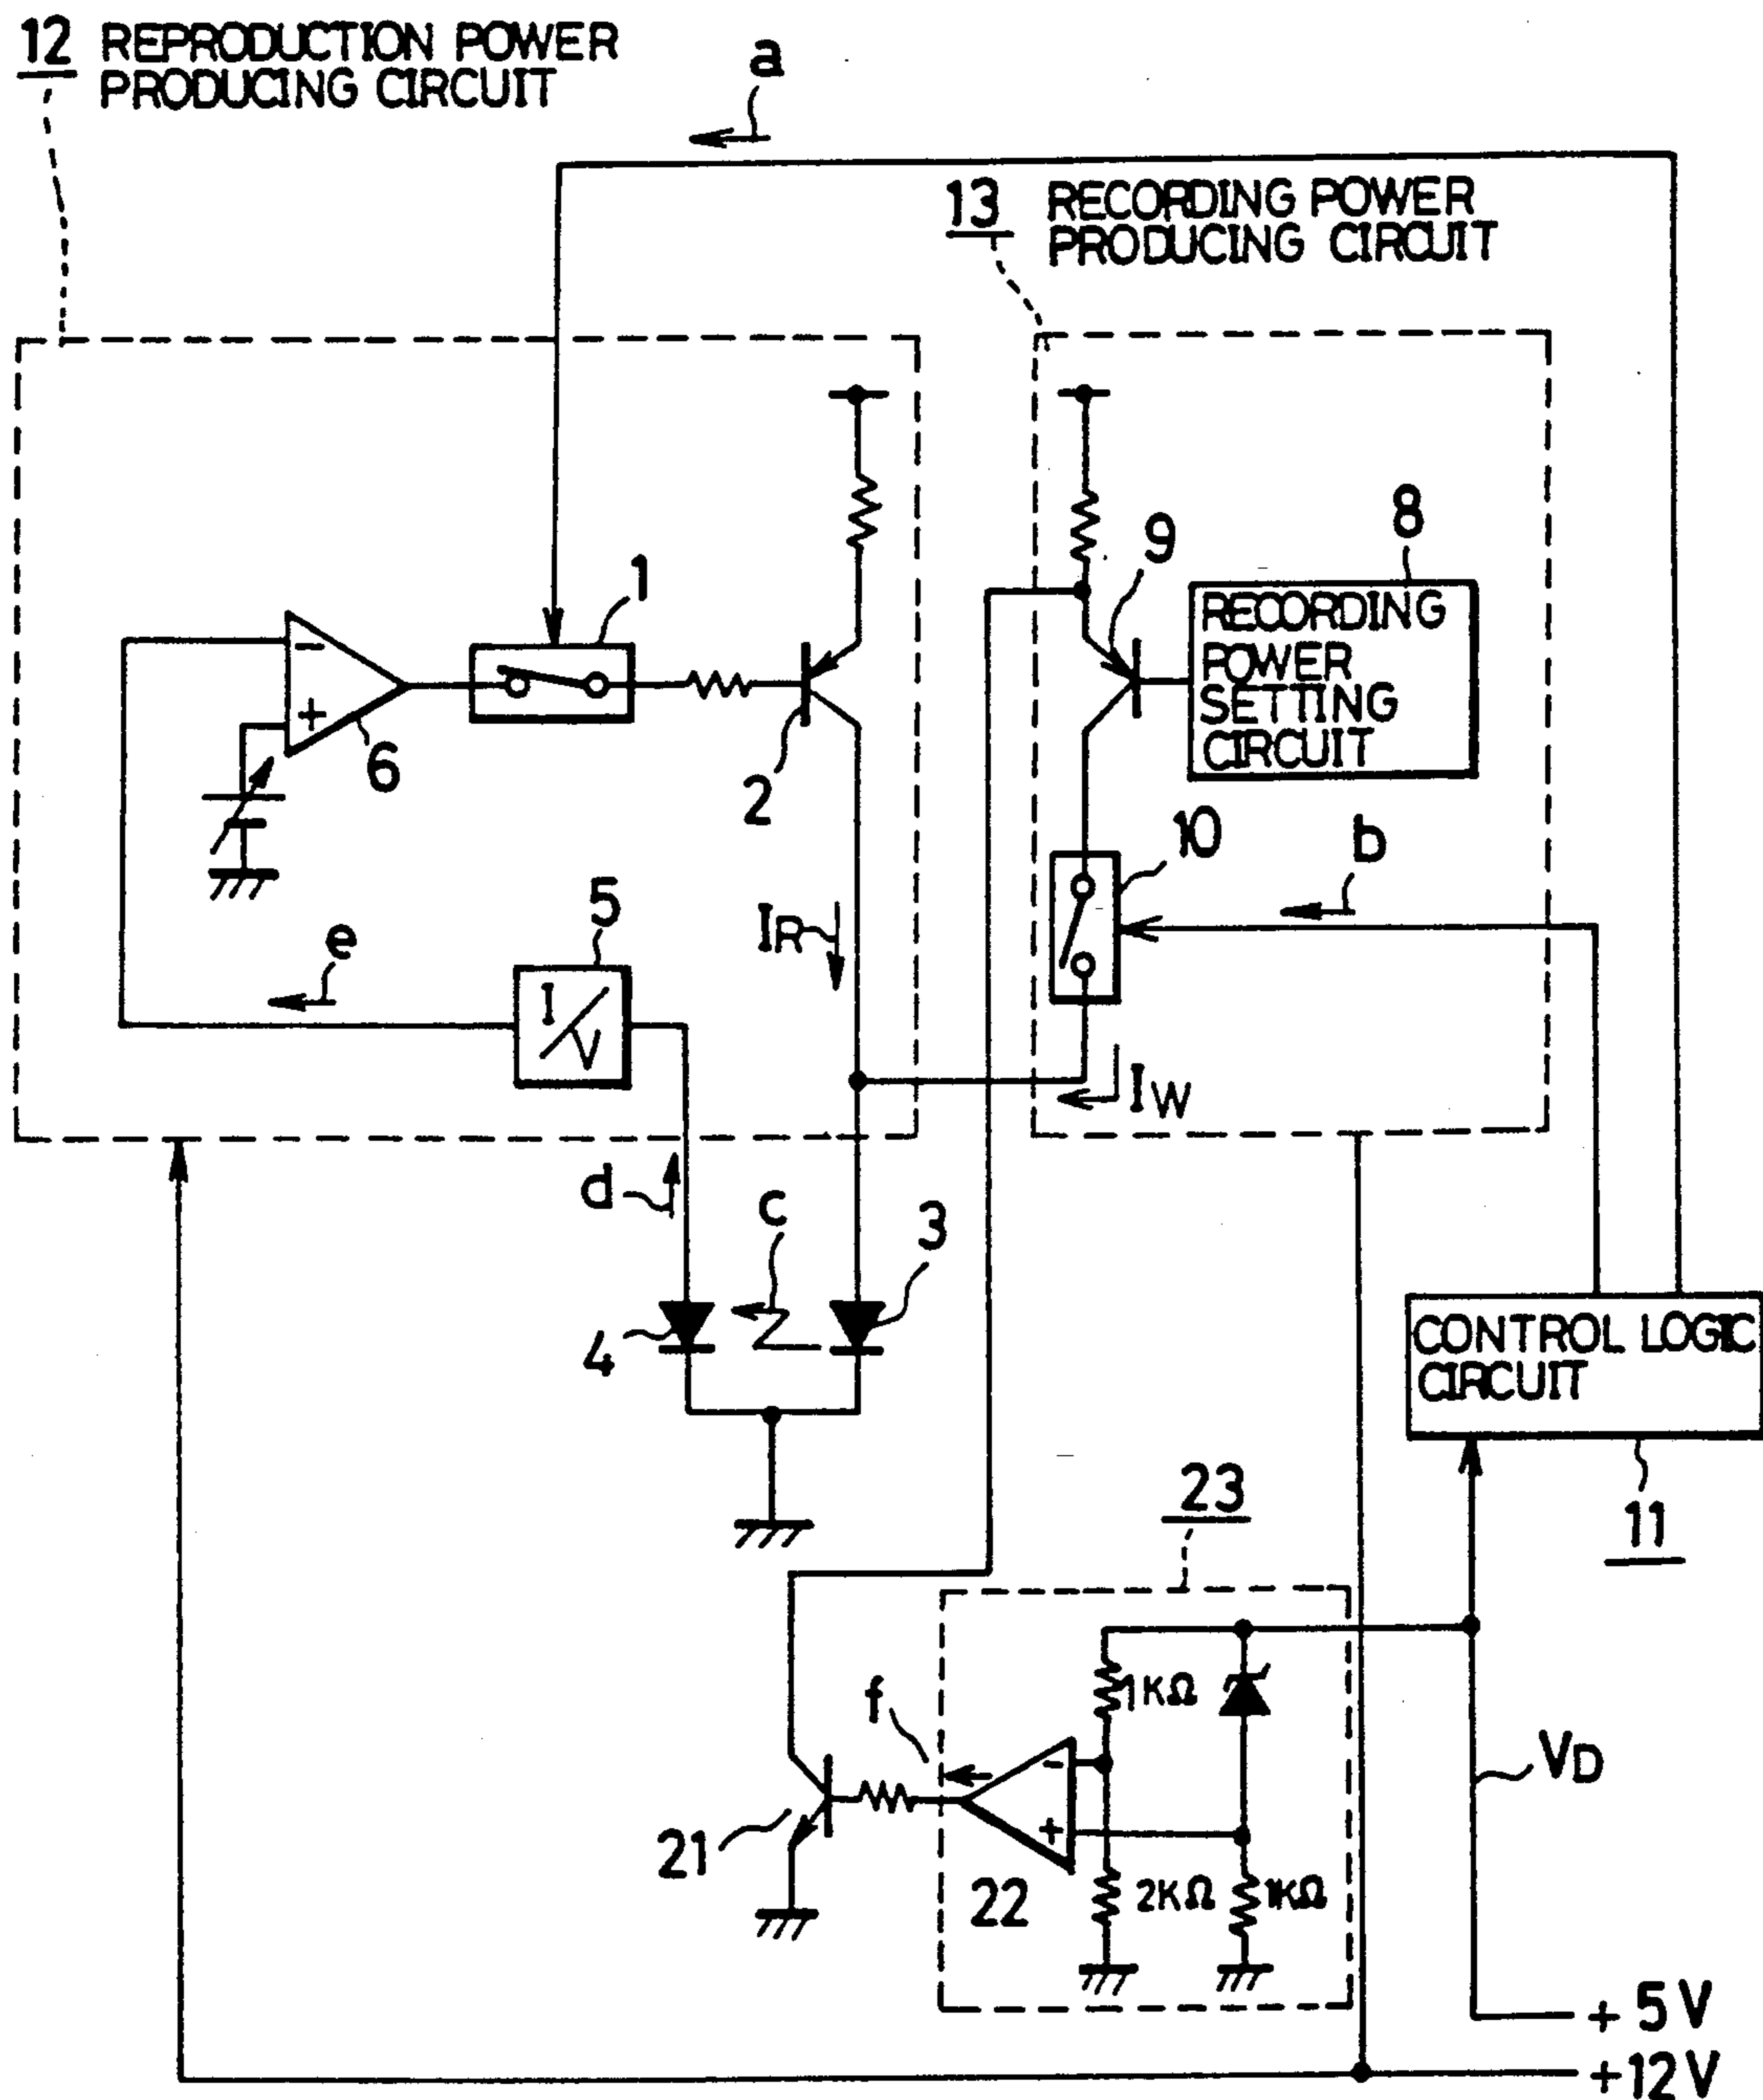 12 REPRODUCTION POWER
PRODUCING CIRCUIT
a
13 RECORDING POWER
PRODUCING CIRCUIT
1
9
8
RECORDING
POWER
SETTING
CIRCUIT
-
+
6
2
10
b
5
IR
e
I/V
IW
d
c
3
4
CONTROL LOGIC
CIRCUIT
23
11
f
1KΩ
-
+
VD
21
22
2KΩ
1KΩ
+5V
+12V